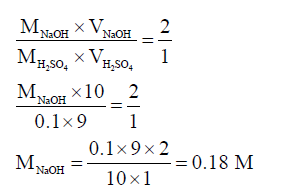 M_NaOH × V_NaOH / M_H₂SO₄ × V_H₂SO₄ = 2 / 1
M_NaOH × 10 / 0.1 × 9 = 2 / 1
M_NaOH = 0.1 × 9 × 2 / 10 × 1 = 0.18 M